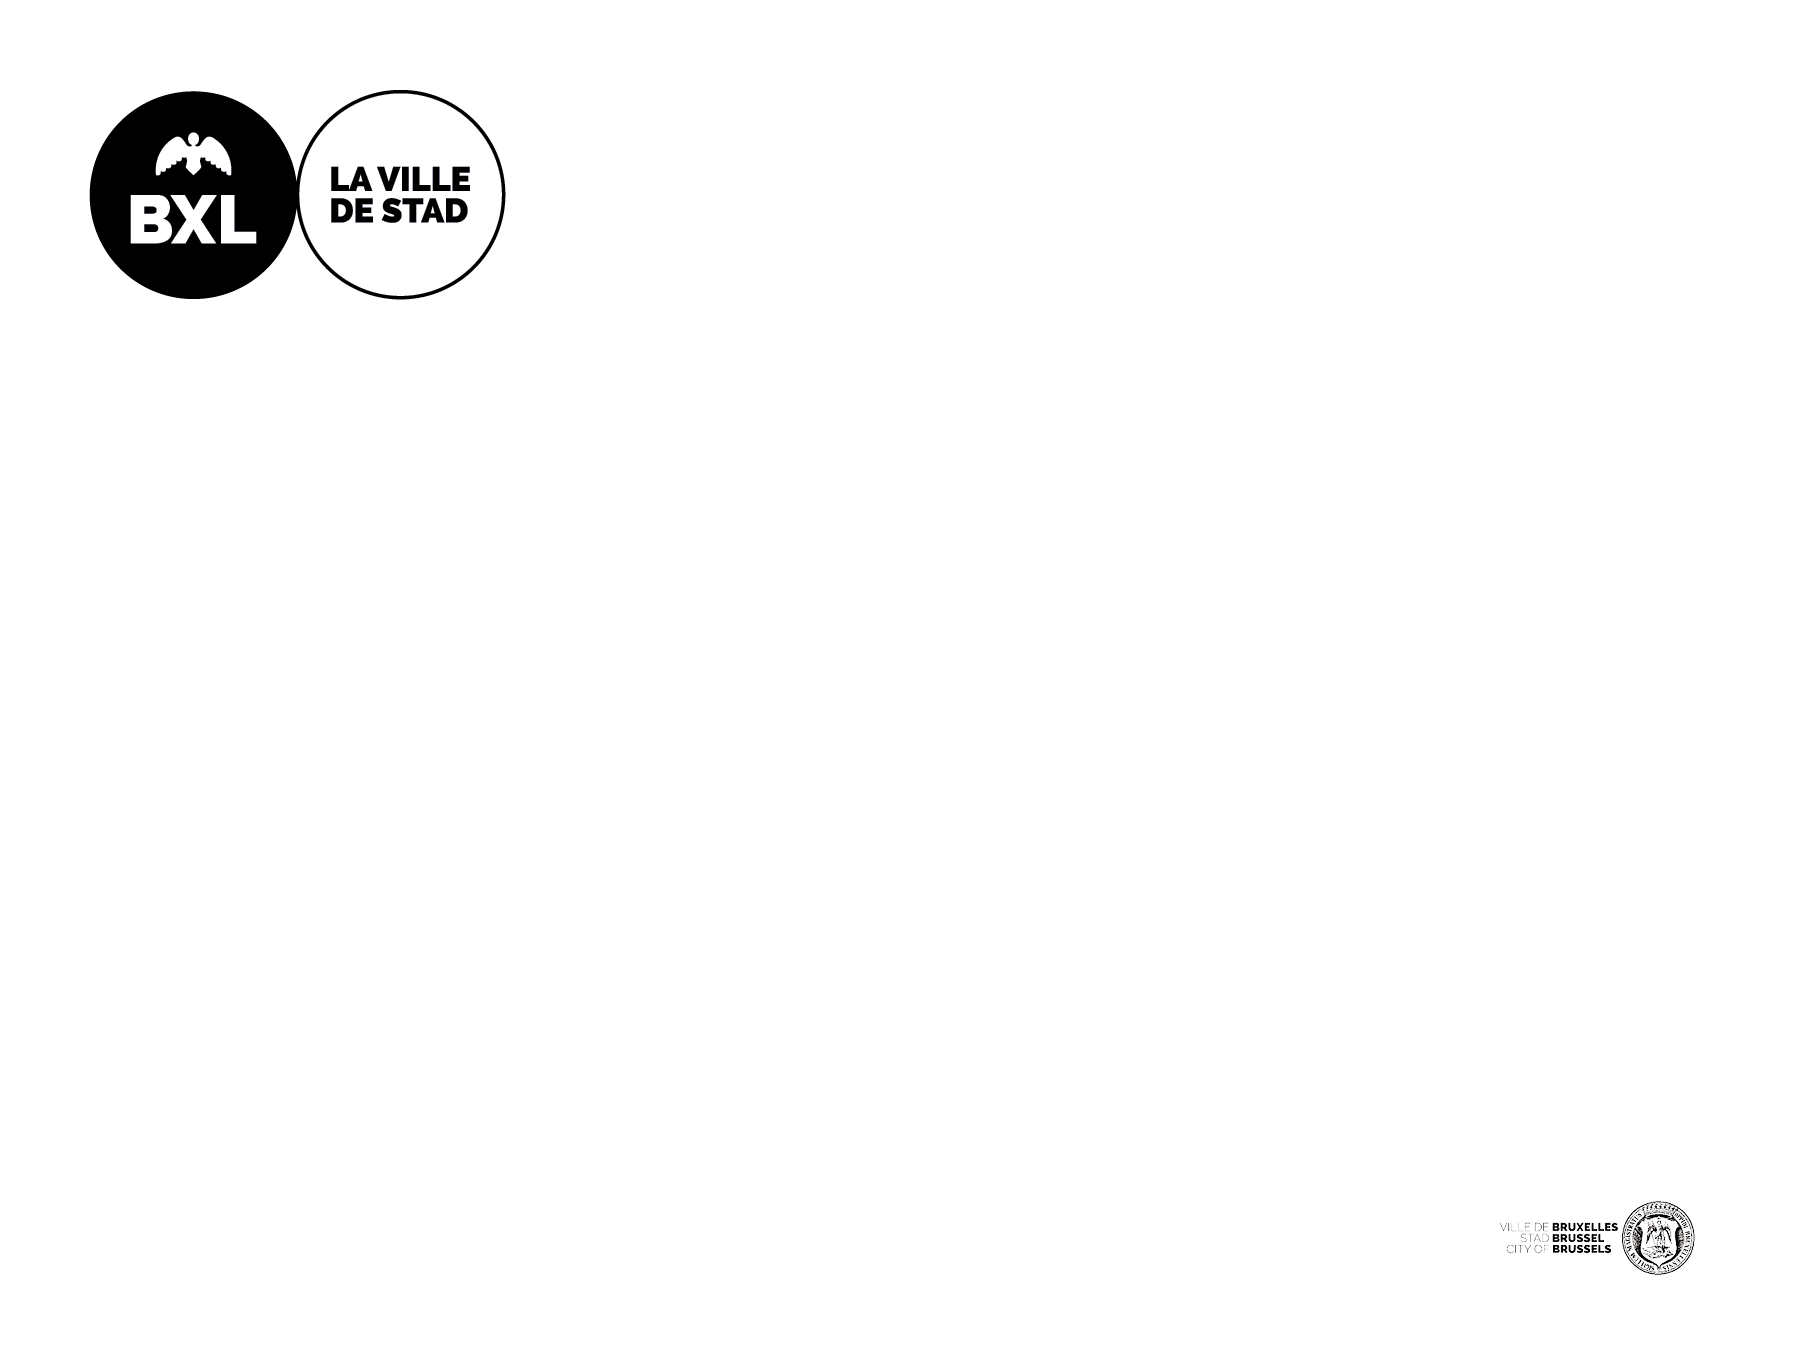 BXL
LA VILLE
DE STAD
VILLE DE BRUXELLES
STAD BRUSSEL
CITY OF BRUSSELS